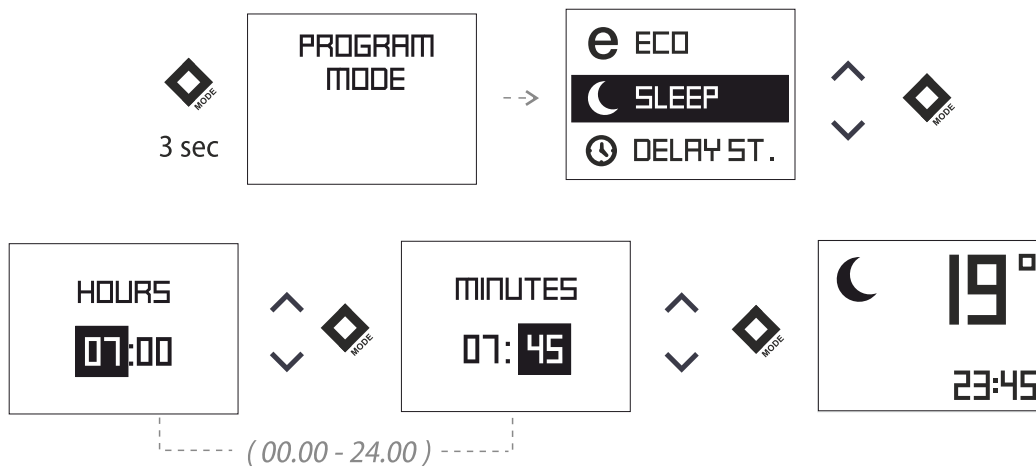 PROGRAM
MODE
MODE
3 sec
e ECO
SLEEP
DELAY ST.
MODE
HOURS
07:00
MODE
MINUTES
07: 45
MODE
19°
23:45
( 00.00 - 24.00 )